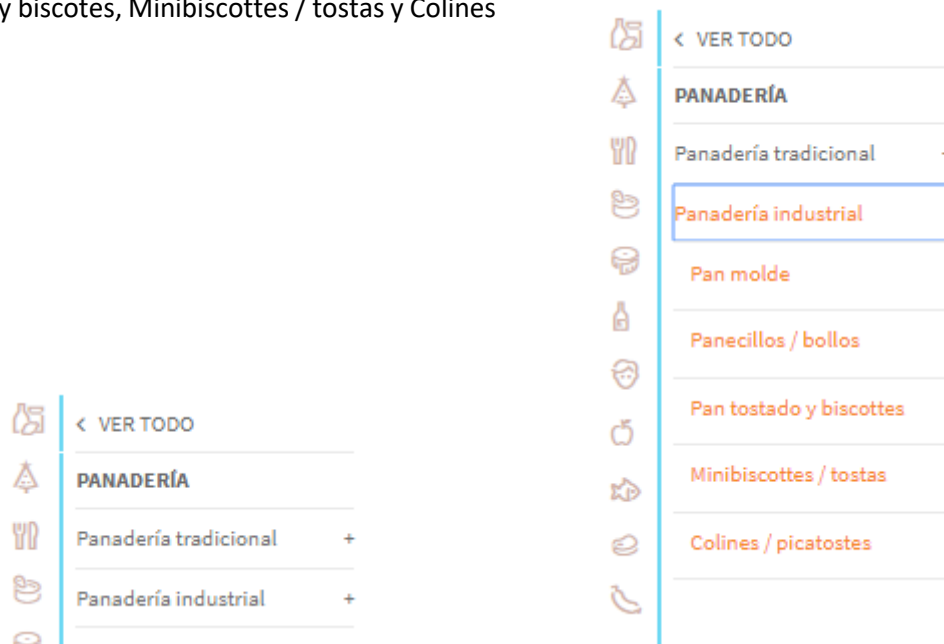 y biscotes, Minibiscottes / tostas y Colines
< VER TODO
PANADERÍA
Panadería tradicional
Panadería industrial
Pan molde
Panecillos / bollos
Pan tostado y biscottes
Minibiscottes / tostas
Colines / picatostes
< VER TODO
PANADERÍA
Panadería tradicional +
Panadería industrial +